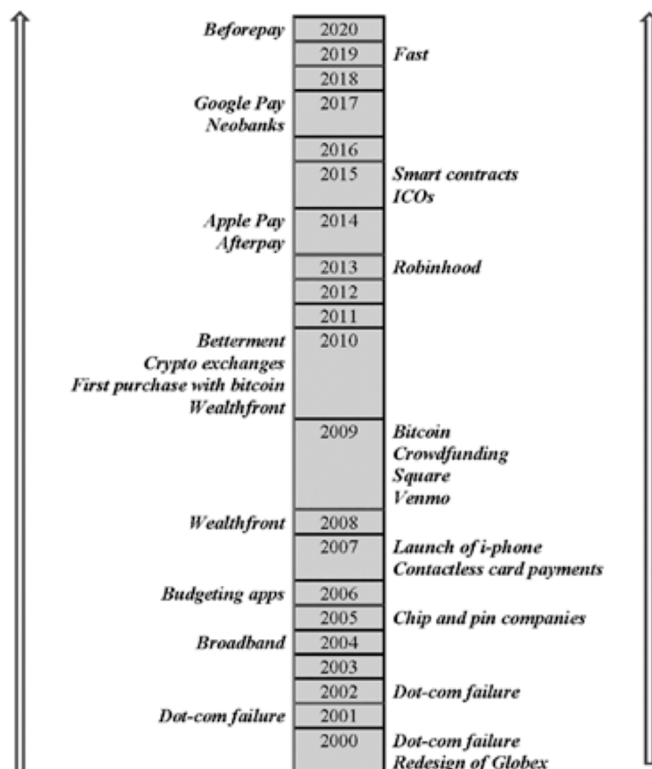 Beforepay 2020
2019 Fast
2018
Google Pay 2017
Neobanks
2016
2015 Smart contracts
ICOs
Apple Pay 2014
Afterpay
2013 Robinhood
2012
2011
Betterment 2010
Crypto exchanges
First purchase with bitcoin
Wealthfront
2009 Bitcoin
Crowdfunding
Square
Venmo
Wealthfront 2008
2007 Launch of i-phone
Contactless card payments
Budgeting apps 2006
2005 Chip and pin companies
Broadband 2004
2003
2002 Dot-com failure
Dot-com failure 2001
2000 Dot-com failure
Redesign of Globex